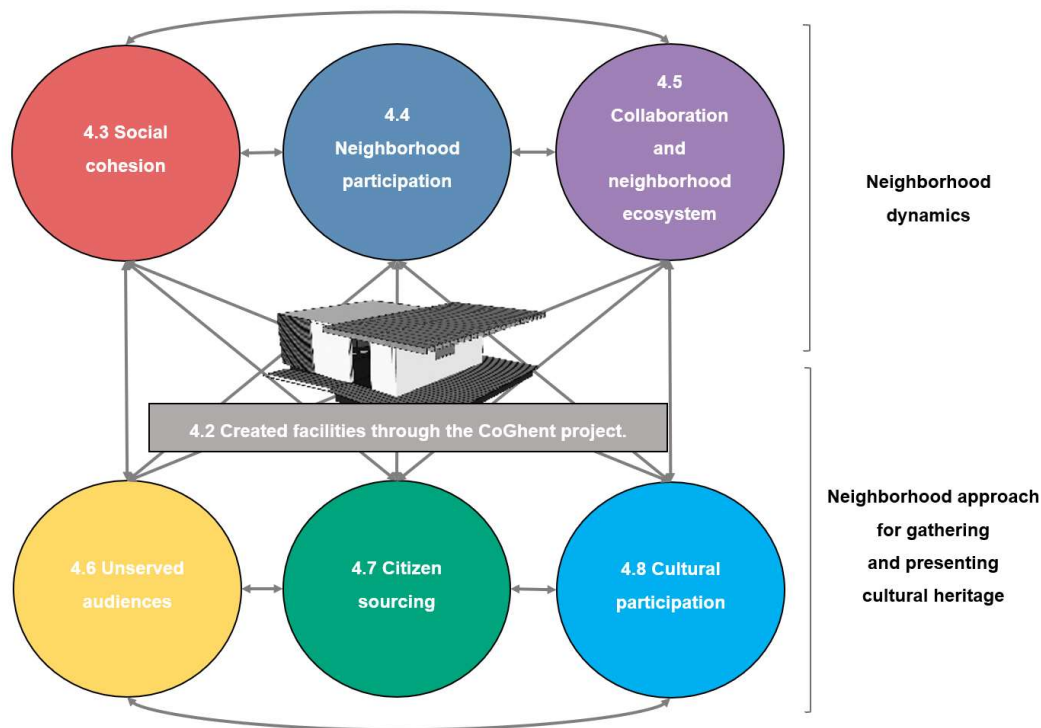 4.3 Social
cohesion
4.4
Neighborhood
participation
4.5
Collaboration
and
neighborhood
ecosystem
Neighborhood
dynamics
4.2 Created facilities through the CoGhent project.
4.6 Unserved
audiences
4.7 Citizen
sourcing
4.8 Cultural
participation
Neighborhood approach
for gathering
and presenting
cultural heritage